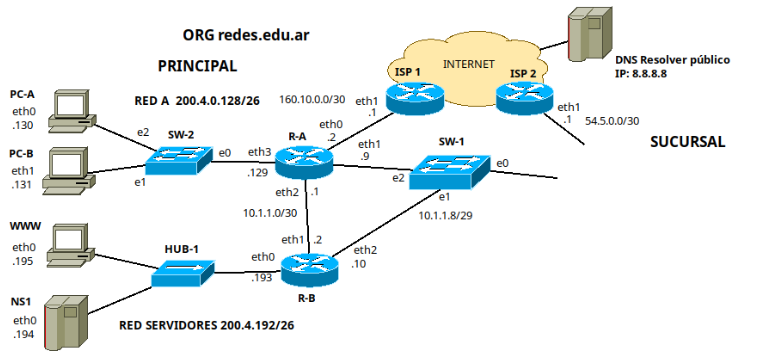 ORG redes.edu.ar
PRINCIPAL
INTERNET
DNS Resolver público
IP: 8.8.8.8
ISP 1
ISP 2
PC-A
eth0
.130
RED A 200.4.0.128/26
160.10.0.0/30
eth1
.1
eth1
.1
54.5.0.0/30
SUCURSAL
e2
SW-2
e0
eth3
.129
R-A
eth0
.2
eth1
.9
SW-1
e2
e0
e1
PC-B
eth1
.131
e1
eth2
.1
10.1.1.0/30
10.1.1.8/29
WWW
eth0
.195
HUB-1
eth0
.193
eth1
.2
eth2
.10
R-B
NS1
eth0
.194
RED SERVIDORES 200.4.192/26